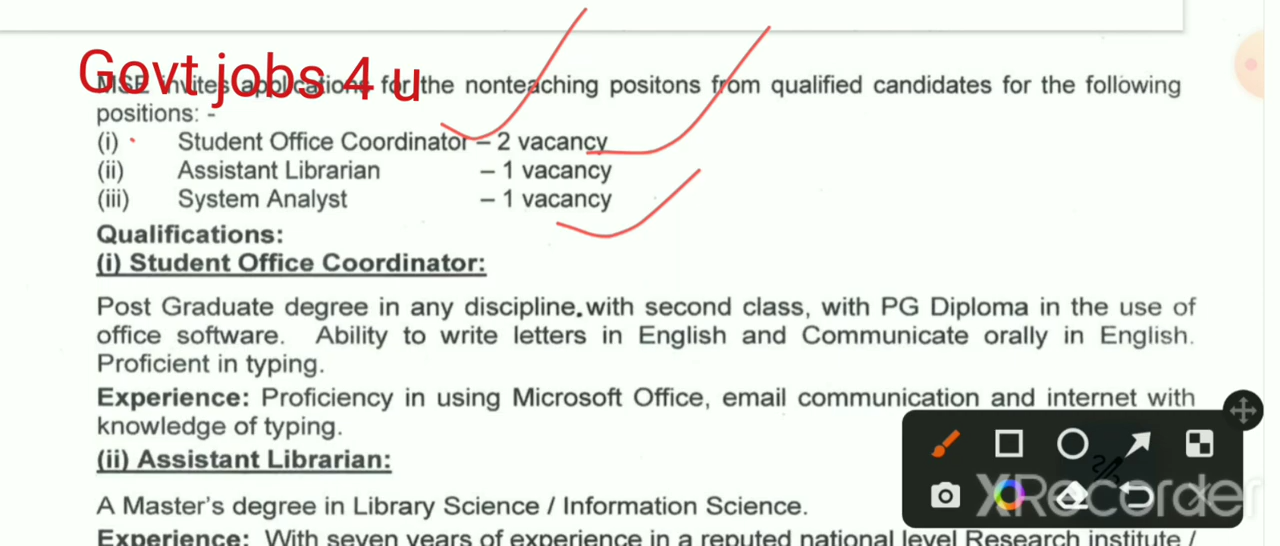 Govt jobs 4 u
MSE invites applications for the nonteaching positons from qualified candidates for the following
positions: -
(i) Student Office Coordinator – 2 vacancy
(ii) Assistant Librarian – 1 vacancy
(iii) System Analyst – 1 vacancy
Qualifications:
(i) Student Office Coordinator:
Post Graduate degree in any discipline, with second class, with PG Diploma in the use of
office software. Ability to write letters in English and Communicate orally in English.
Proficient in typing.
Experience: Proficiency in using Microsoft Office, email communication and internet with
knowledge of typing.
(ii) Assistant Librarian:
A Master's degree in Library Science / Information Science.
Experience: With seven years of experience in a reputed national level Research institute /
XRecorder